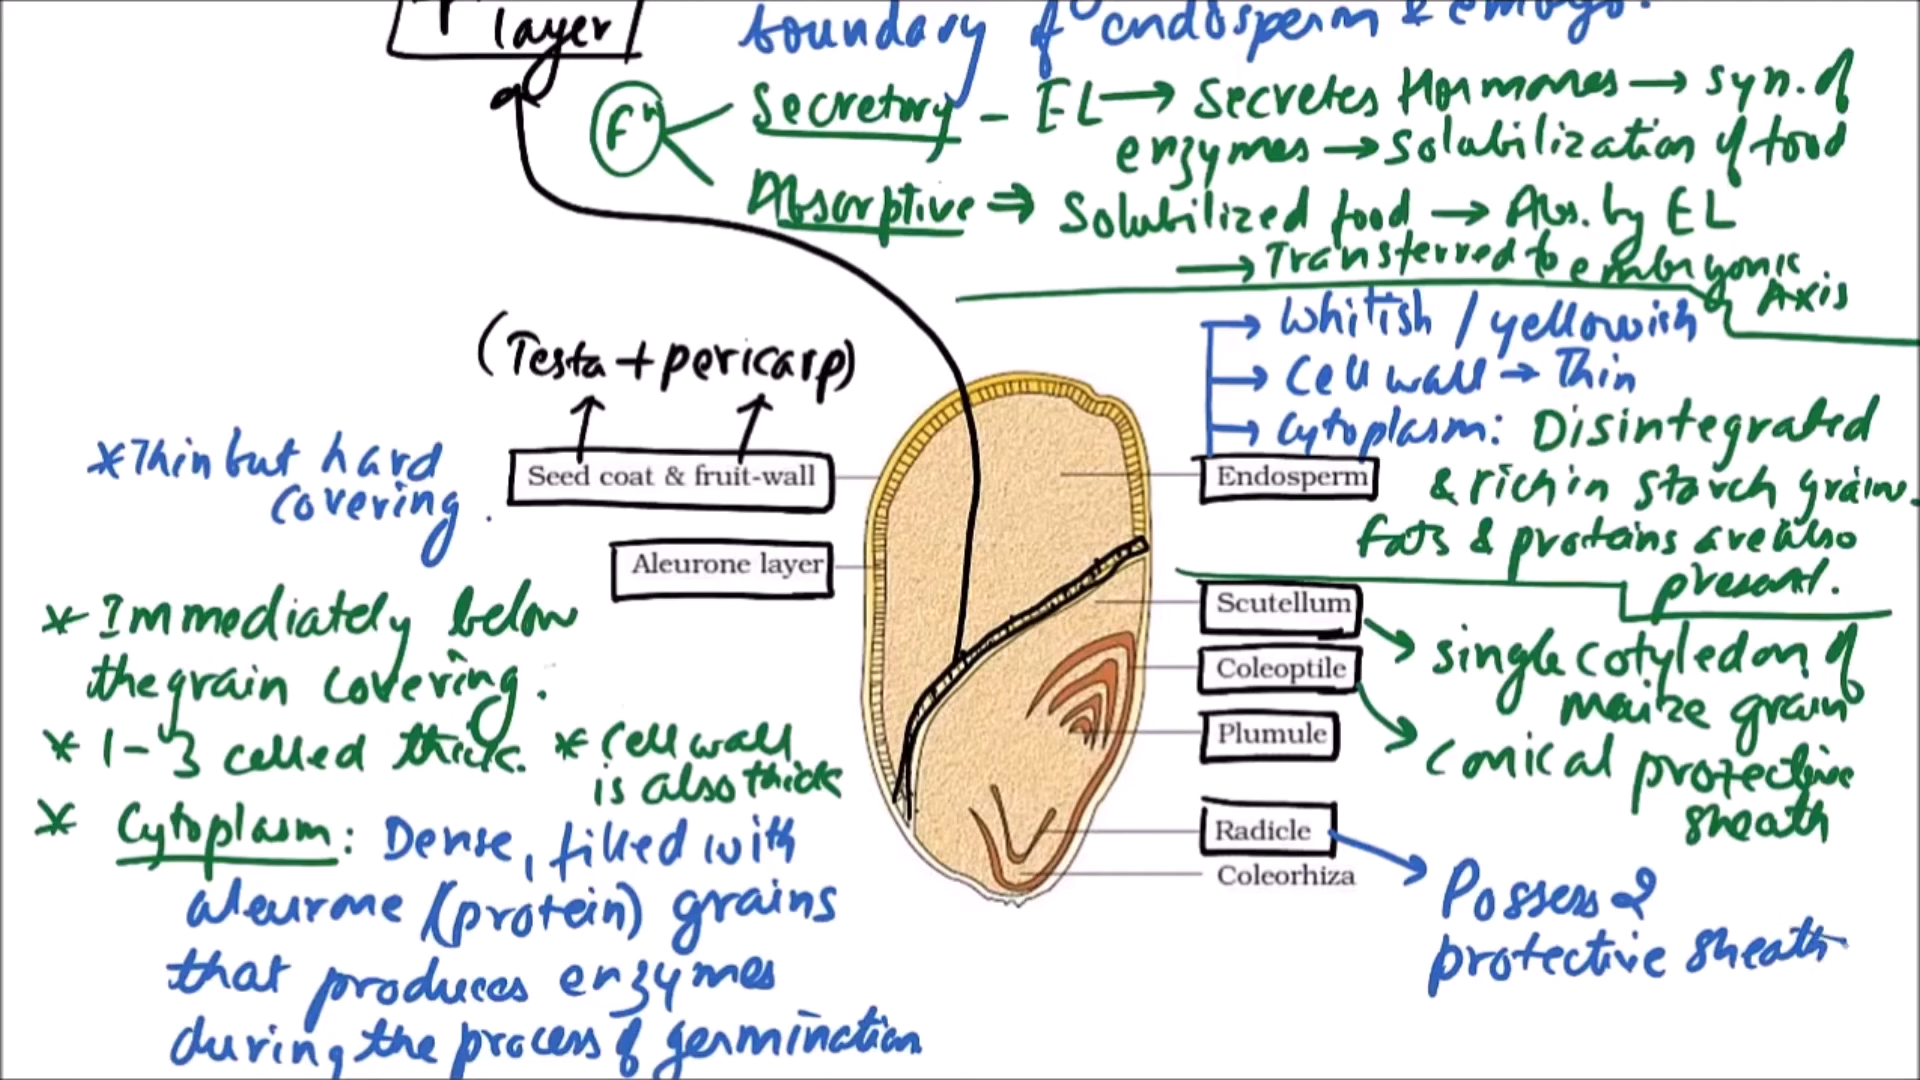 layer
boundary of endosperm & embryo.
Fⁿ
Secretory - EL → Secretes Hormones → syn. of
enzymes → Solubilization of food
Absorptive ⇒ Solubilized food → Abs. by EL
→ Transferred to embryonic
Axis
(Testa + pericarp)
Seed coat & fruit-wall
* Thin but hard
covering.
Aleurone layer
* Immediately below
the grain covering.
* 1-3 celled thick. * Cell wall
is also thick
* Cytoplasm: Dense, filled with
aleurone (protein) grains
that produces enzymes
during the process of germination
→ Whitish / yellowish
→ Cell wall → Thin
→ Cytoplasm: Disintegrated
Endosperm
& rich in starch grains.
fats & proteins are also
present.
Scutellum
single cotyledon of
maize grain
Coleoptile
Conical protective
sheath
Plumule
Radicle
Coleorhiza
Possess 2
protective sheath